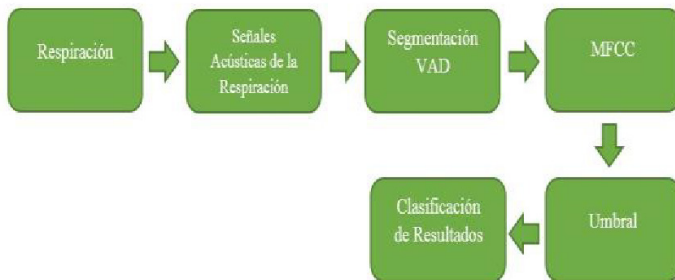 Respiración
Señales
Acústicas de la
Respiración
Segmentación
VAD
MFCC
Umbral
Clasificación
de Resultados